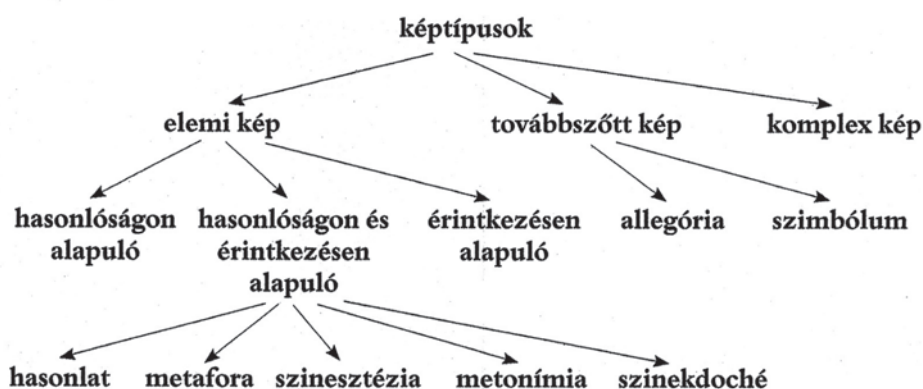 képtípusok
elemi kép továbbszőtt kép komplex kép
hasonlóságon hasonlóságon és érintkezésen allegória szimbólum
alapuló érintkezésen alapuló
alapuló
hasonlat metafora szinesztézia metonímia szinekdoché